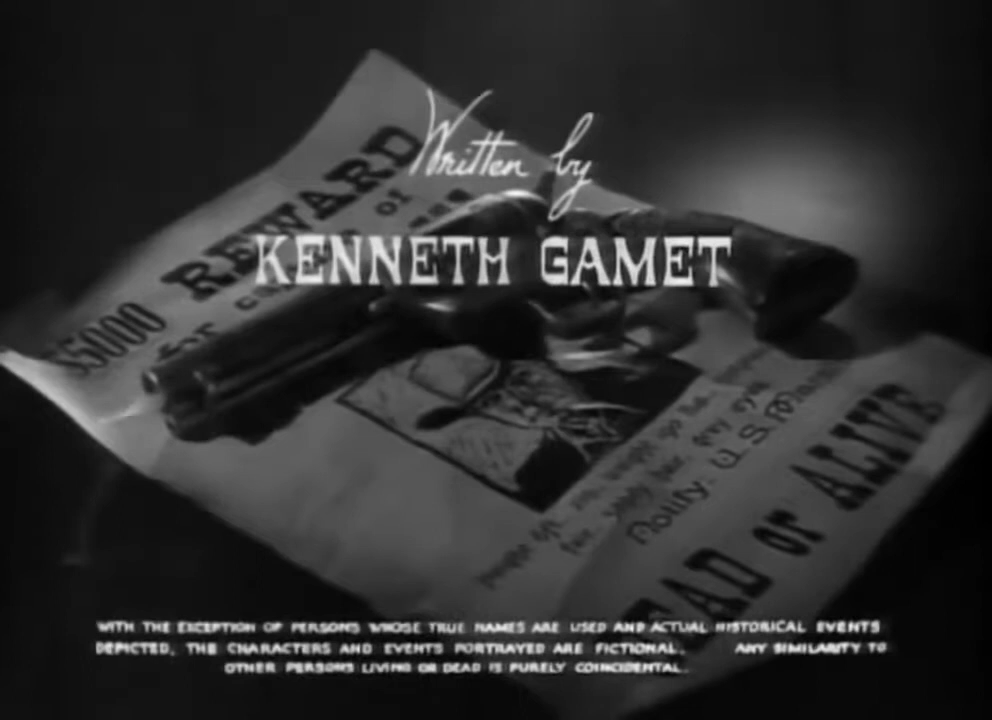 Written by
KENNETH GAMET
REWARD
$5000 for
of
Notify: U.S. 
DEAD or ALIVE
WITH THE EXCEPTION OF PERSONS WHOSE TRUE NAMES ARE USED AND ACTUAL HISTORICAL EVENTS
DEPICTED, THE CHARACTERS AND EVENTS PORTRAYED ARE FICTIONAL. ANY SIMILARITY TO
OTHER PERSONS LIVING OR DEAD IS PURELY COINCIDENTAL.